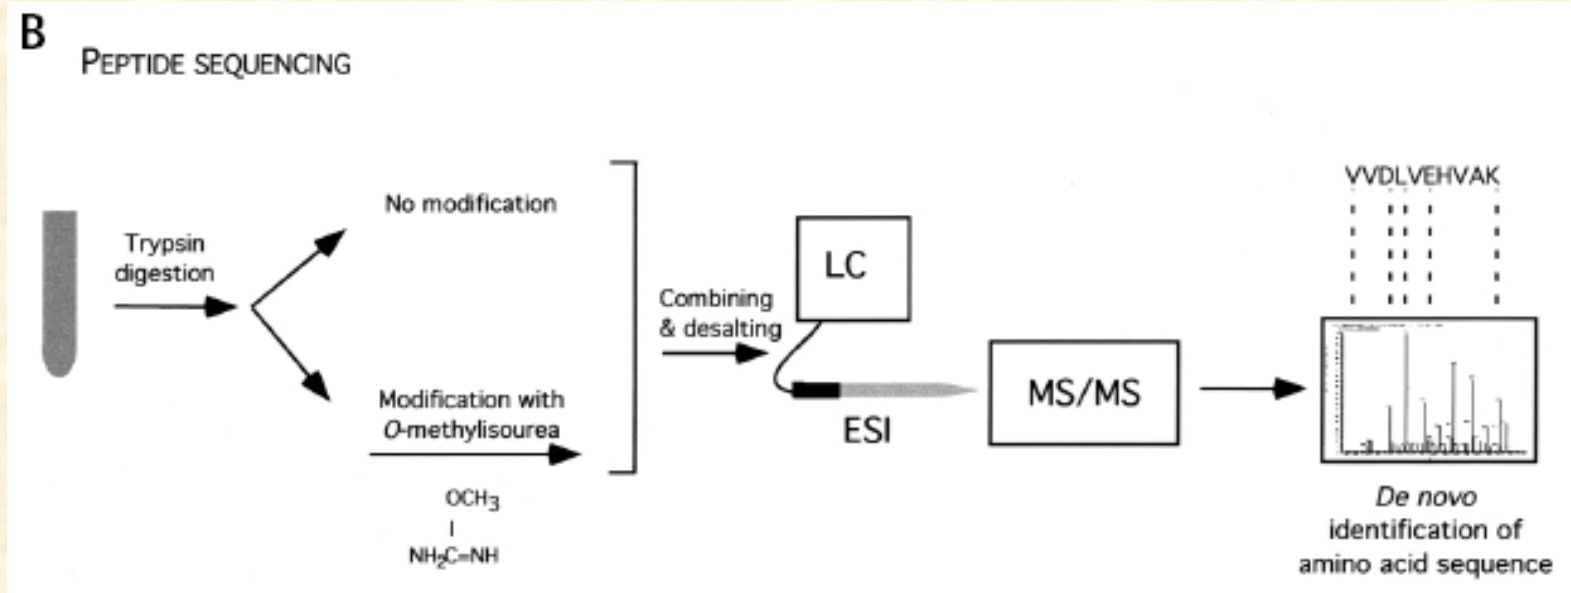 B
PEPTIDE SEQUENCING
Trypsin
digestion
No modification
Modification with
O-methylisourea
OCH3
NH2C=NH
Combining
& desalting
LC
ESI
MS/MS
VVDLVEHVAK
De novo
identification of
amino acid sequence